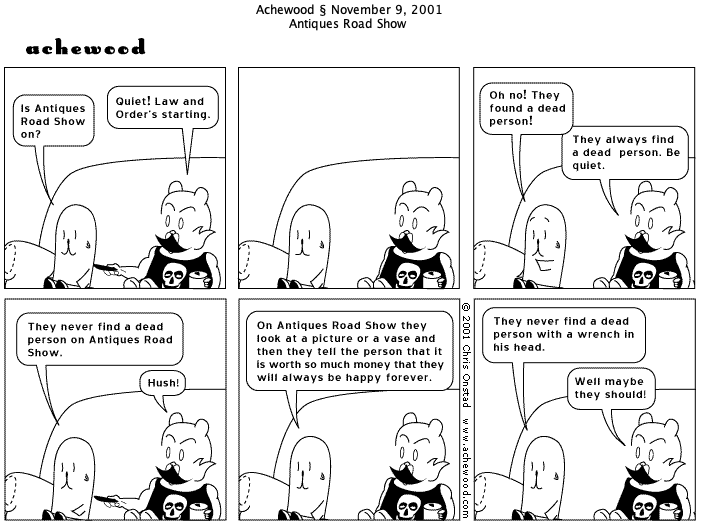 Achewood § November 9, 2001
Antiques Road Show
achewood
Is Antiques
Road Show
on?
Quiet! Law and
Order's starting.
Oh no! They
found a dead
person!
They always find
a dead person. Be
quiet.
They never find a dead
person on Antiques Road
Show.
Hush!
On Antiques Road Show they
look at a picture or a vase and
then they tell the person that it
is worth so much money that they
will always be happy forever.
© 2001 Chris Onstad www.achewood.com
They never find a dead
person with a wrench in
his head.
Well maybe
they should!